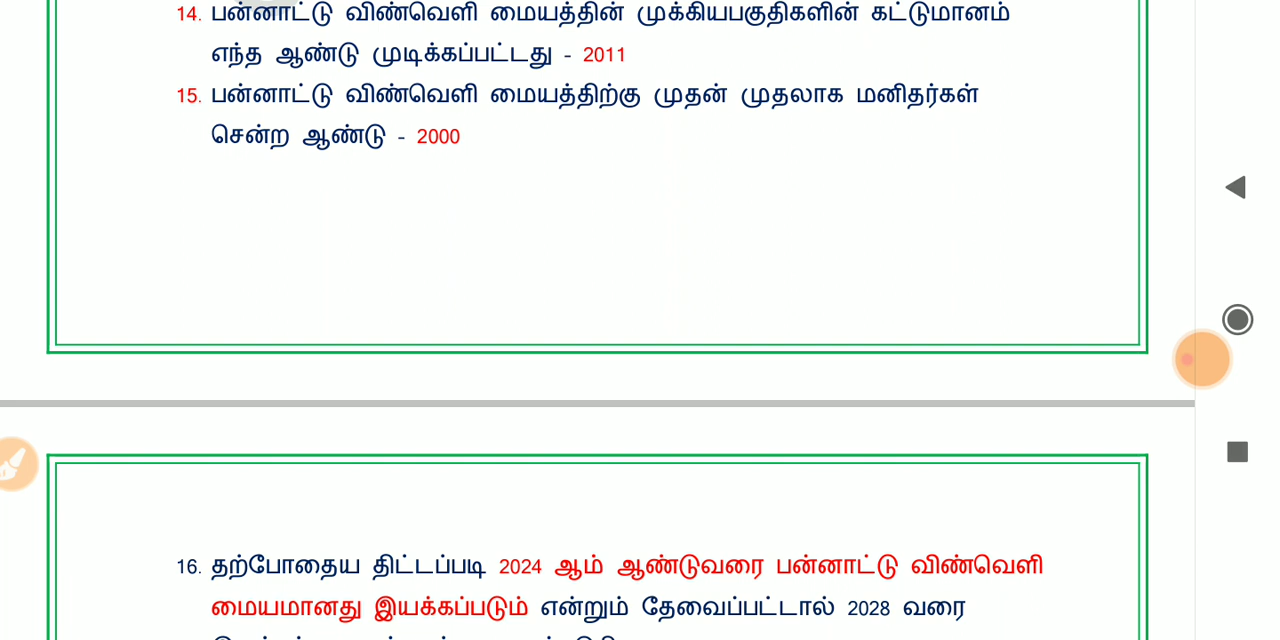 14. பன்னாட்டு விண்வெளி மையத்தின் முக்கியபகுதிகளின் கட்டுமானம்
எந்த ஆண்டு முடிக்கப்பட்டது - 2011
15. பன்னாட்டு விண்வெளி மையத்திற்கு முதன் முதலாக மனிதர்கள்
சென்ற ஆண்டு - 2000
16. தற்போதைய திட்டப்படி 2024 ஆம் ஆண்டுவரை பன்னாட்டு விண்வெளி
மையமானது இயக்கப்படும் என்றும் தேவைப்பட்டால் 2028 வரை